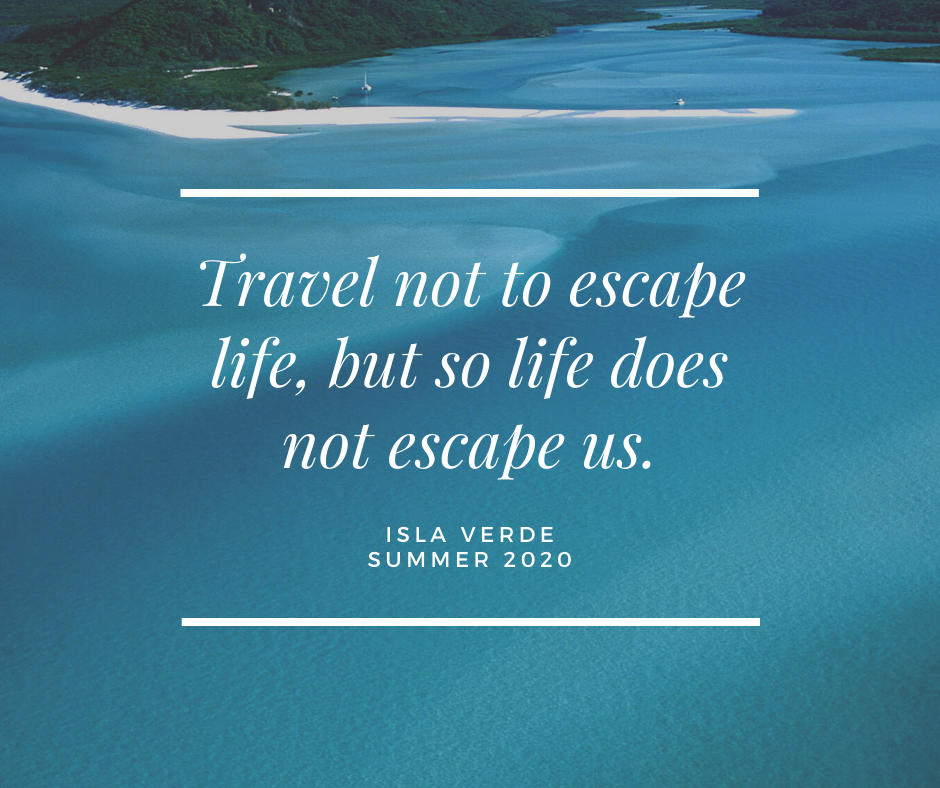 Travel not to escape
life, but so life does
not escape us.
ISLA VERDE
SUMMER 2020